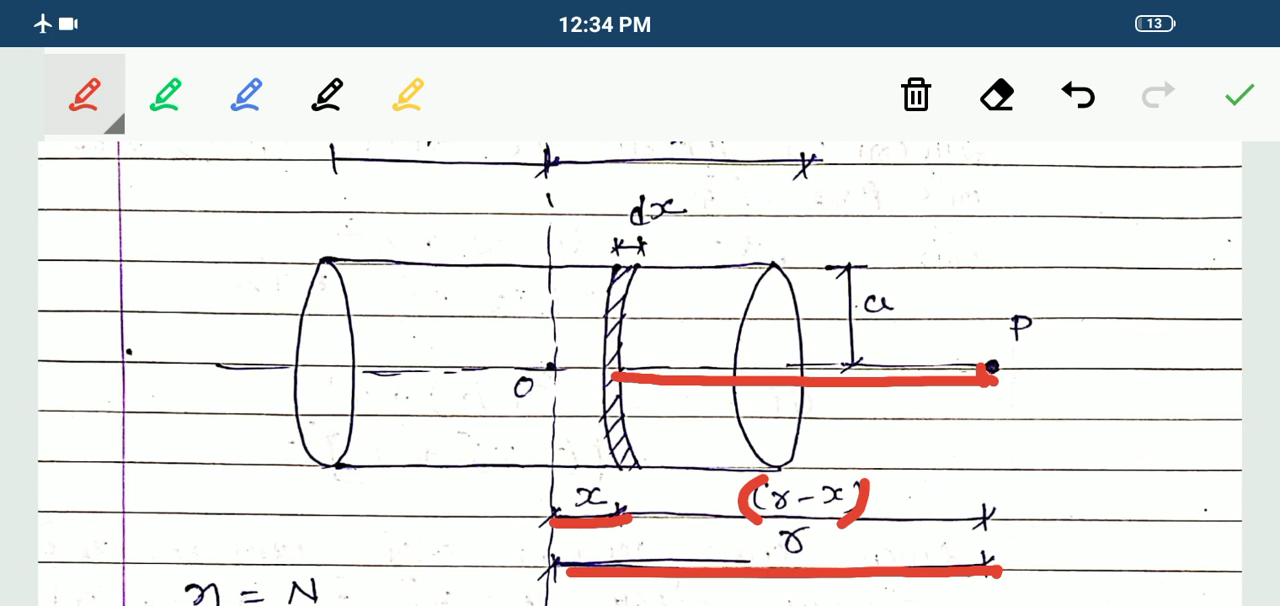 12:34 PM
13
dx
a
P
O
x
(r-x)
r
n = N